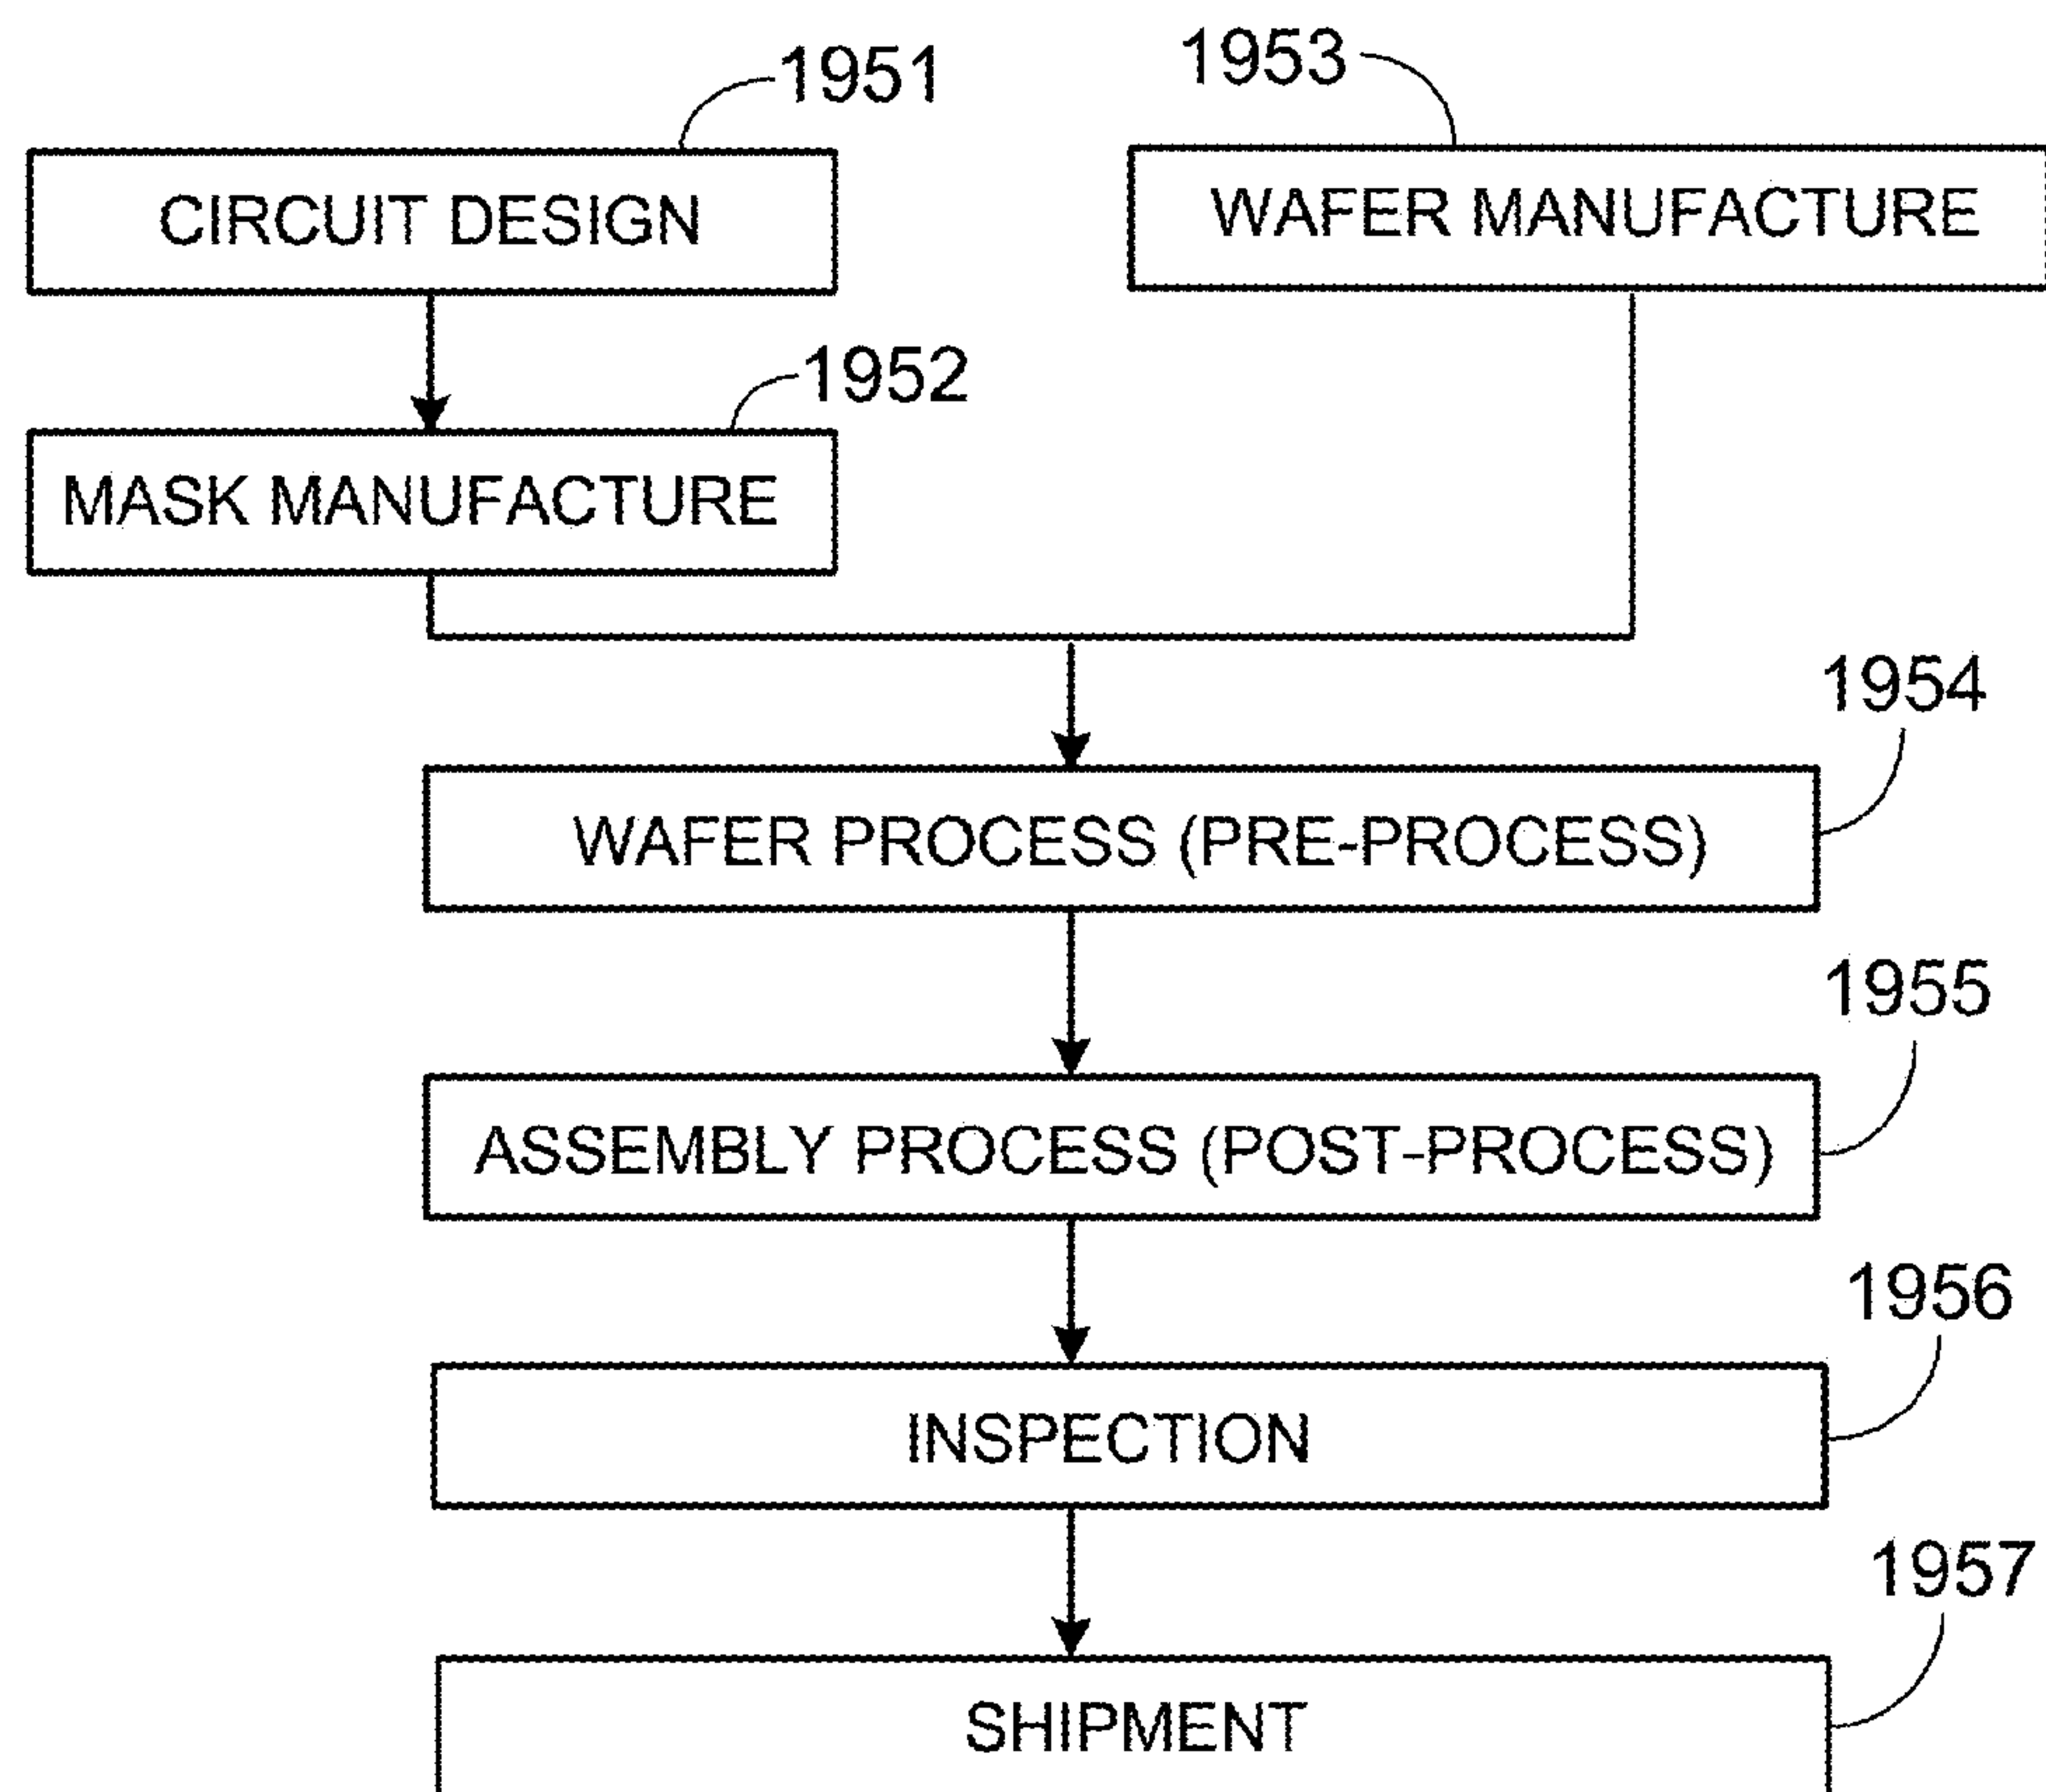 1951
1953
CIRCUIT DESIGN
WAFER MANUFACTURE
1952
MASK MANUFACTURE
1954
WAFER PROCESS (PRE-PROCESS)
1955
ASSEMBLY PROCESS (POST-PROCESS)
1956
INSPECTION
1957
SHIPMENT